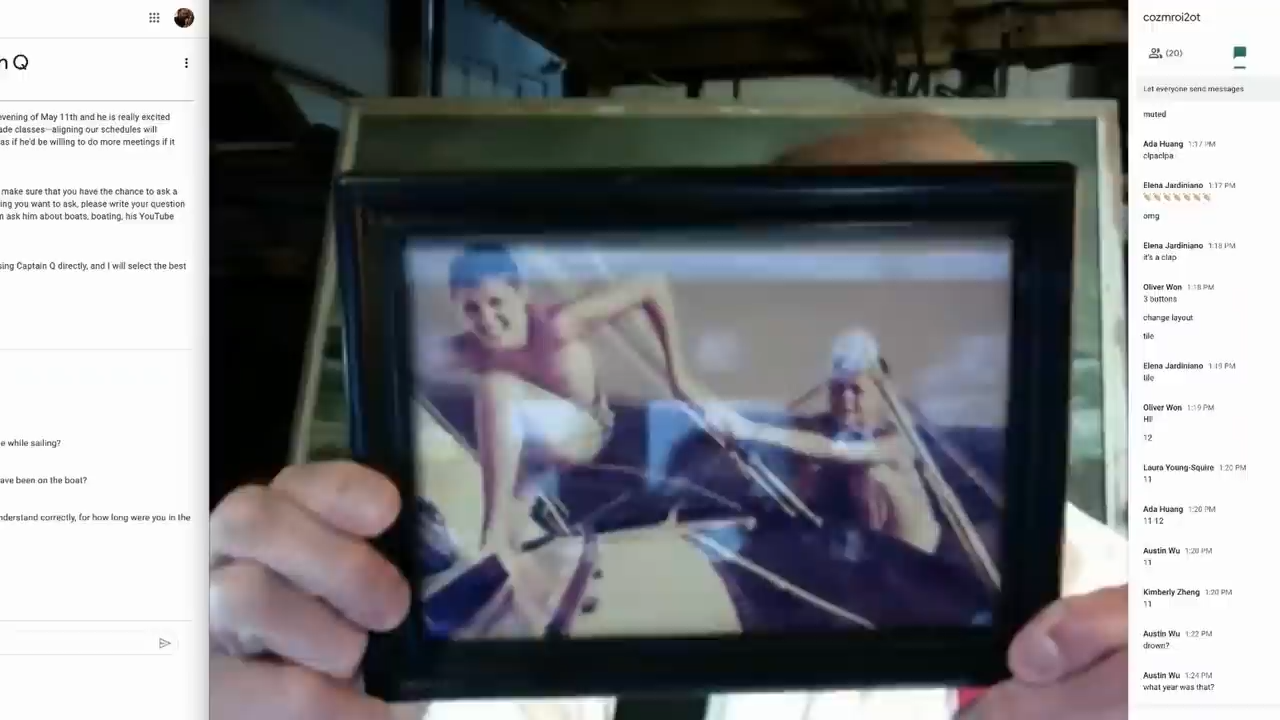 n Q
evening of May 11th and he is really excited
ade classes—aligning our schedules will
as if he'd be willing to do more meetings if it
make sure that you have the chance to ask a
ing you want to ask, please write your question
n ask him about boats, boating, his YouTube
sing Captain Q directly, and I will select the best
e while sailing?
ave been on the boat?
nderstand correctly, for how long were you in the
cozmroi2ot
(20)
Let everyone send messages
muted
Ada Huang 1:17 PM
clpaclpa
Elena Jardiniano 1:17 PM
omg
Elena Jardiniano 1:18 PM
it's a clap
Oliver Won 1:18 PM
3 buttons
change layout
tile
Elena Jardiniano 1:19 PM
tile
Oliver Won 1:19 PM
HI!
12
Laura Young-Squire 1:20 PM
11
Ada Huang 1:20 PM
11-12
Austin Wu 1:20 PM
11
Kimberly Zheng 1:20 PM
11
Austin Wu 1:22 PM
drown?
Austin Wu 1:24 PM
what year was that?